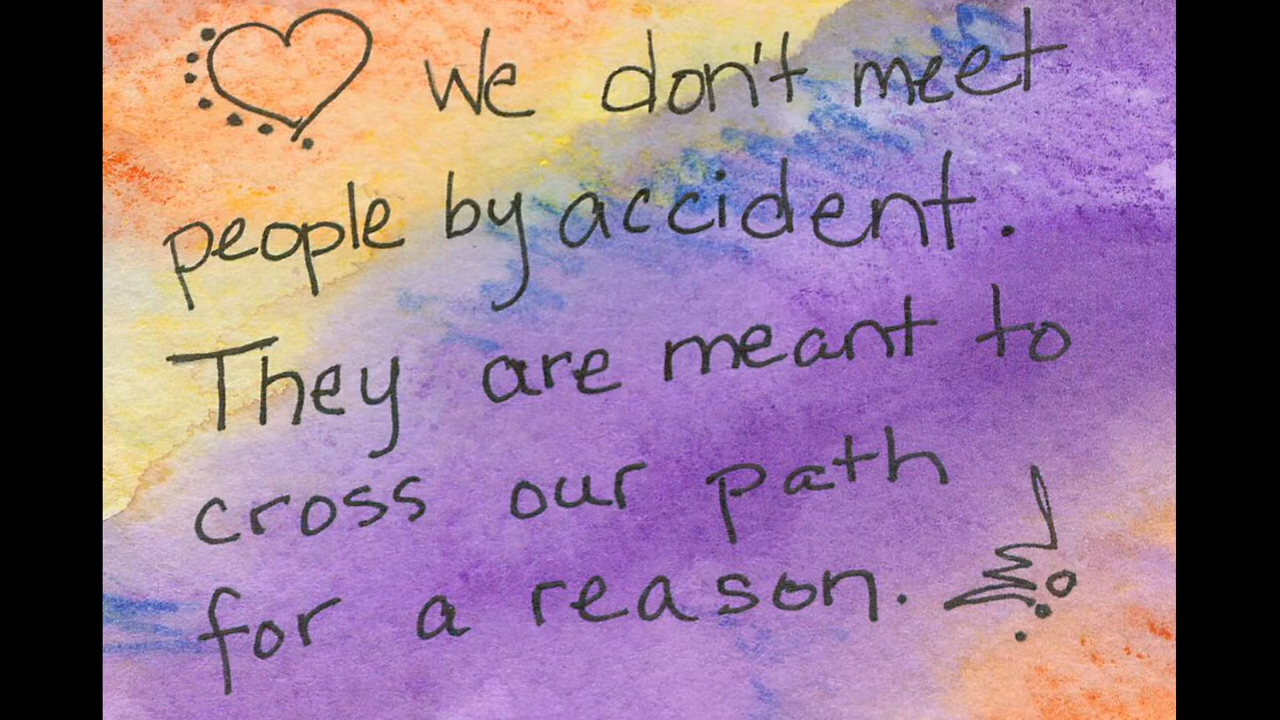 We don't meet
people by accident.
They are meant to
cross our path
for a reason.